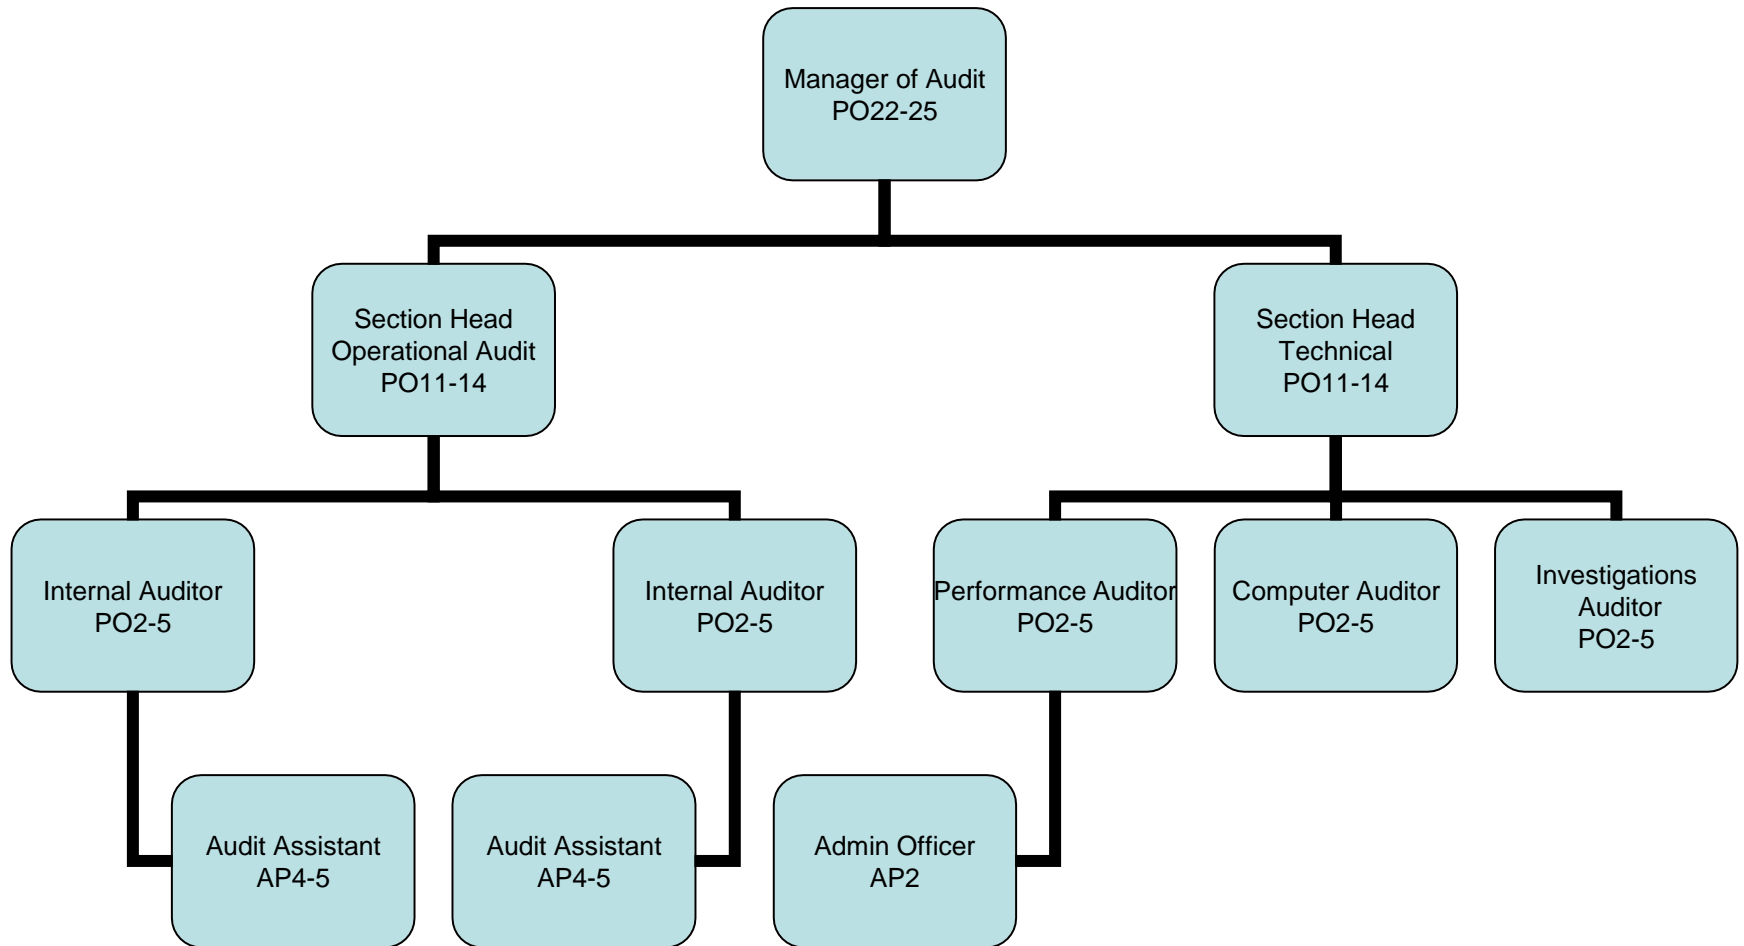 Manager of Audit
PO22-25
Section Head
Operational Audit
PO11-14
Section Head
Technical
PO11-14
Internal Auditor
PO2-5
Internal Auditor
PO2-5
Performance Auditor
PO2-5
Computer Auditor
PO2-5
Investigations
Auditor
PO2-5
Audit Assistant
AP4-5
Audit Assistant
AP4-5
Admin Officer
AP2